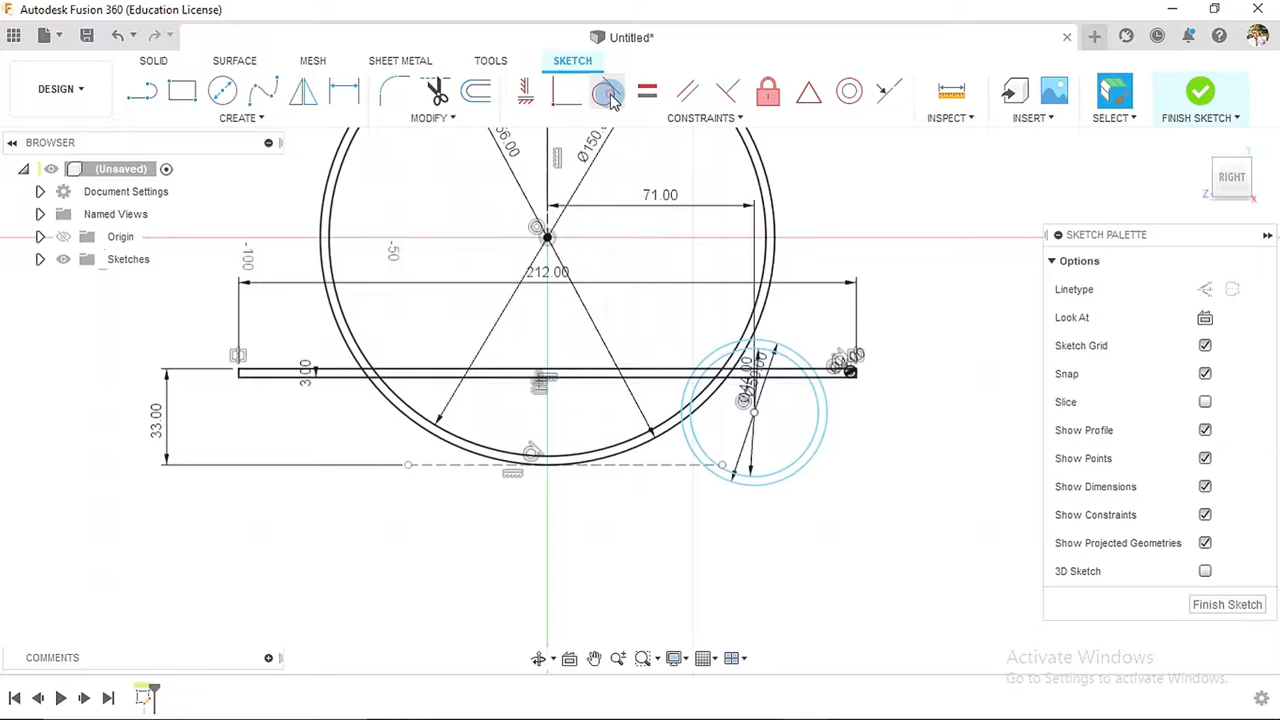 Autodesk Fusion 360 (Education License)
Untitled*
SOLID SURFACE MESH SHEET METAL TOOLS SKETCH
DESIGN
CREATE MODIFY CONSTRAINTS INSPECT INSERT SELECT FINISH SKETCH
BROWSER
(Unsaved)
Document Settings
Named Views
Origin
Sketches
Ø150.
71.00
-100
-50
212.00
3.00
33.00
RIGHT
Y
Z
X
SKETCH PALETTE
Options
Linetype
Look At
Sketch Grid
Snap
Slice
Show Profile
Show Points
Show Dimensions
Show Constraints
Show Projected Geometries
3D Sketch
Finish Sketch
COMMENTS
Activate Windows
Go to Settings to activate Windows.